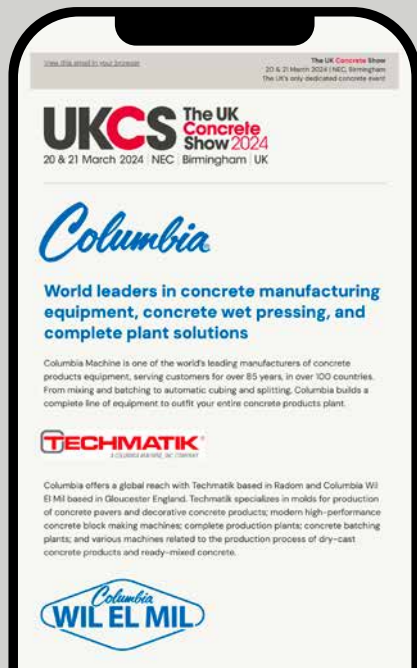 View this email in your browser
The UK Concrete Show
20 & 21 March 2024 | NEC, Birmingham
The UK's only dedicated concrete event
UKCS The UK
Concrete
Show 2024
20 & 21 March 2024 | NEC | Birmingham | UK
Columbia
World leaders in concrete manufacturing
equipment, concrete wet pressing, and
complete plant solutions
Columbia Machine is one of the world's leading manufacturers of concrete
products equipment, serving customers for over 85 years, in over 100 countries.
From mixing and batching to automatic cubing and splitting, Columbia builds a
complete line of equipment to outfit your entire concrete products plant.
TECHMATIK®
A COLUMBIA MACHINE, INC. COMPANY
Columbia offers a global reach with Techmatik based in Radom and Columbia Wil
El Mil based in Gloucester England. Techmatik specializes in molds for production
of concrete pavers and decorative concrete products; modern high-performance
concrete block making machines; complete production plants; concrete batching
plants; and various machines related to the production process of dry-cast
concrete products and ready-mixed concrete.
Columbia
WIL EL MIL